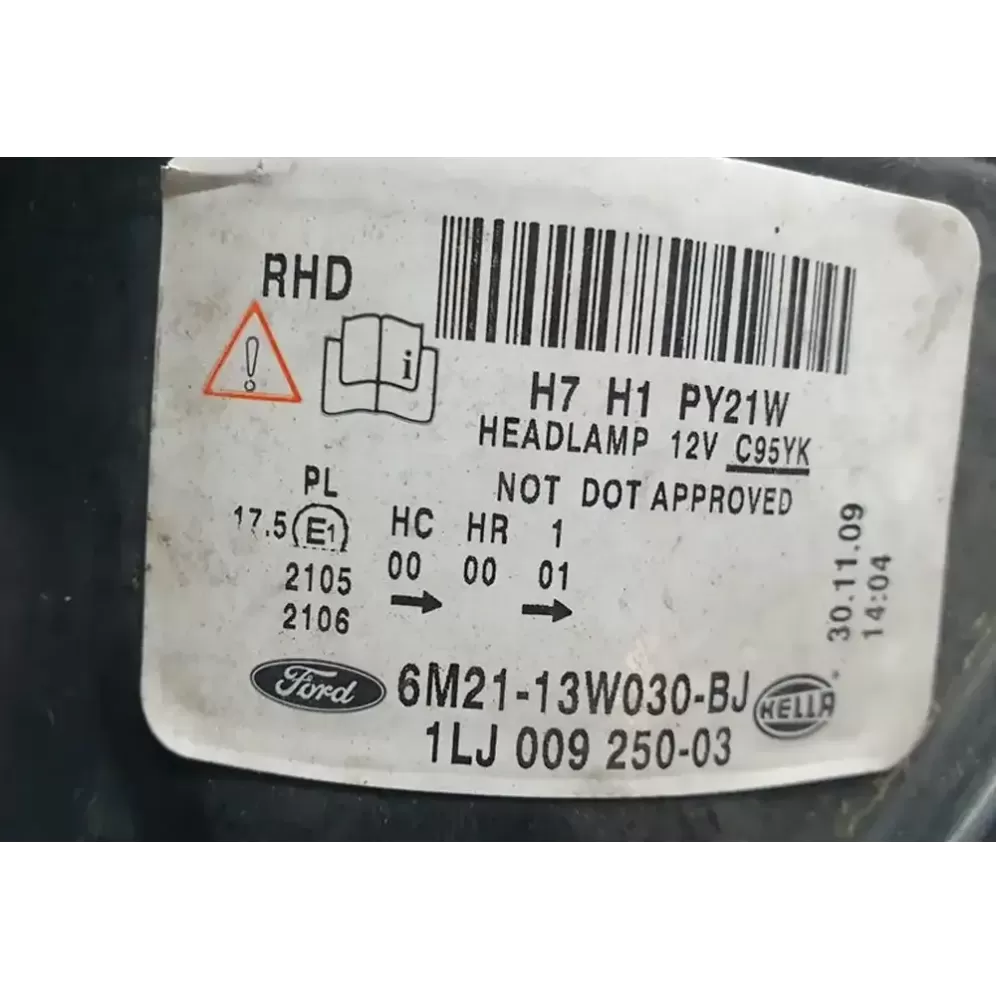 RHD
H7 H1 PY21W
HEADLAMP 12V C95YK
NOT DOT APPROVED
PL
17.5 E1 HC HR 1
2105 00 00 01
2106
30.11.09
14:04
Ford 6M21-13W030-BJ HELLA
1LJ 009 250-03